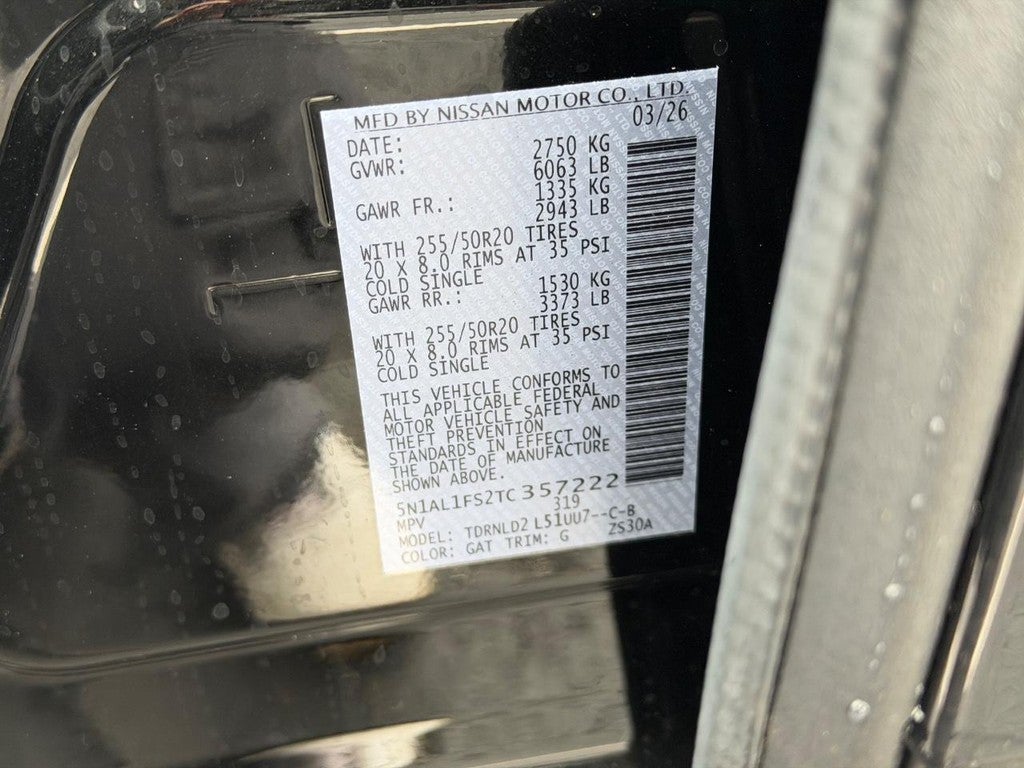 MFD BY NISSAN MOTOR CO., LTD.
DATE: 03/26
GVWR: 2750 KG
6063 LB
GAWR FR.: 1335 KG
2943 LB
WITH 255/50R20 TIRES
20 X 8.0 RIMS AT 35 PSI
COLD SINGLE
GAWR RR.: 1530 KG
3373 LB
WITH 255/50R20 TIRES
20 X 8.0 RIMS AT 35 PSI
COLD SINGLE
THIS VEHICLE CONFORMS TO
ALL APPLICABLE FEDERAL
MOTOR VEHICLE SAFETY AND
THEFT PREVENTION
STANDARDS IN EFFECT ON
THE DATE OF MANUFACTURE
SHOWN ABOVE.
5N1AL1FS2TC357222
MPV 319
MODEL: TDRNLD2 L51UU7--C-B
COLOR: GAT TRIM: G ZS30A